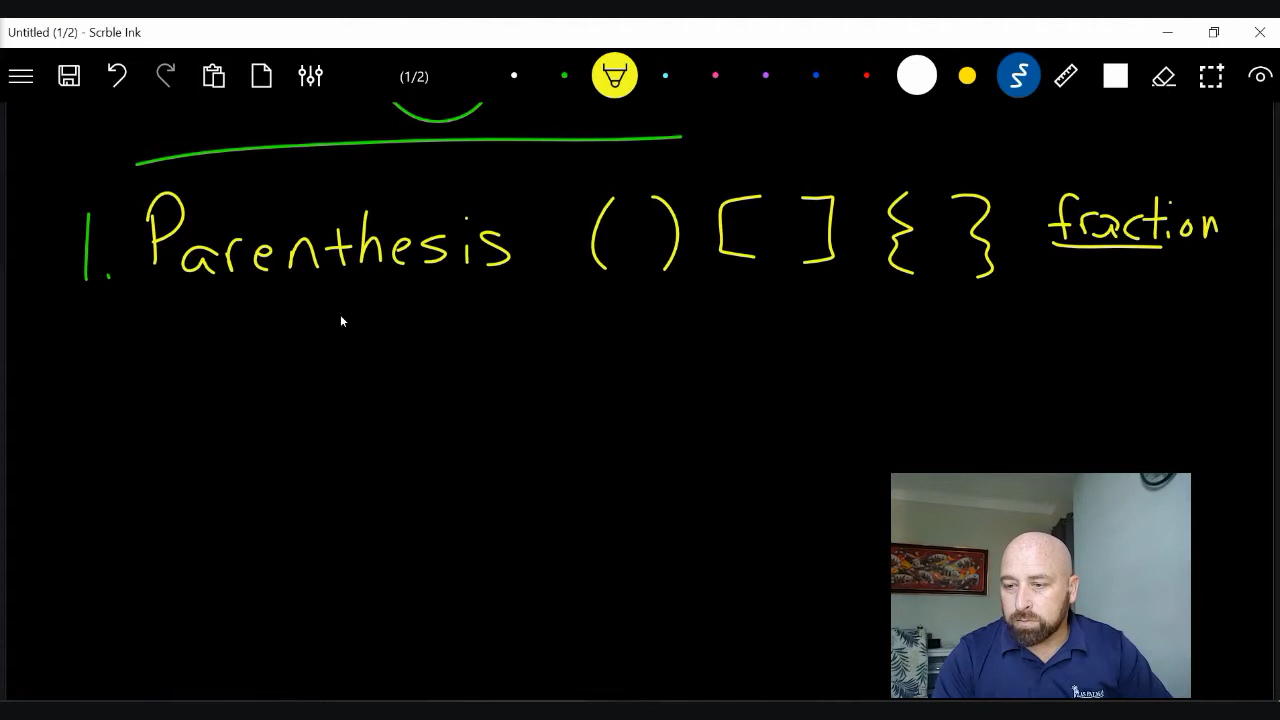 Untitled (1/2) - Scrble Ink
(1/2)
1. Parenthesis ( ) [ ] { } fraction